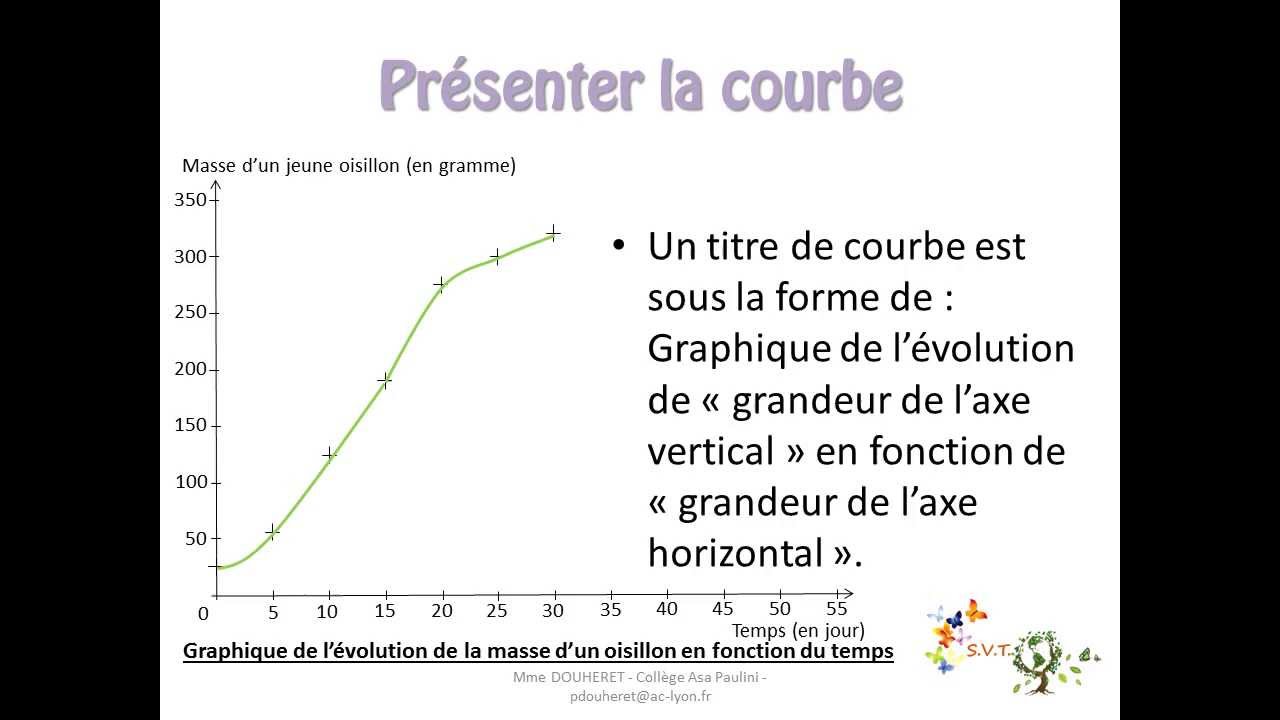 Présenter la courbe
Masse d’un jeune oisillon (en gramme)
350
300
250
200
150
100
50
0
5 10 15 20 25 30 35 40 45 50 55
Temps (en jour)
Graphique de l’évolution de la masse d’un oisillon en fonction du temps
• Un titre de courbe est
sous la forme de :
Graphique de l’évolution
de « grandeur de l’axe
vertical » en fonction de
« grandeur de l’axe
horizontal ».
S.V.T.
Mme DOUHERET - Collège Asa Paulini -
pdouheret@ac-lyon.fr